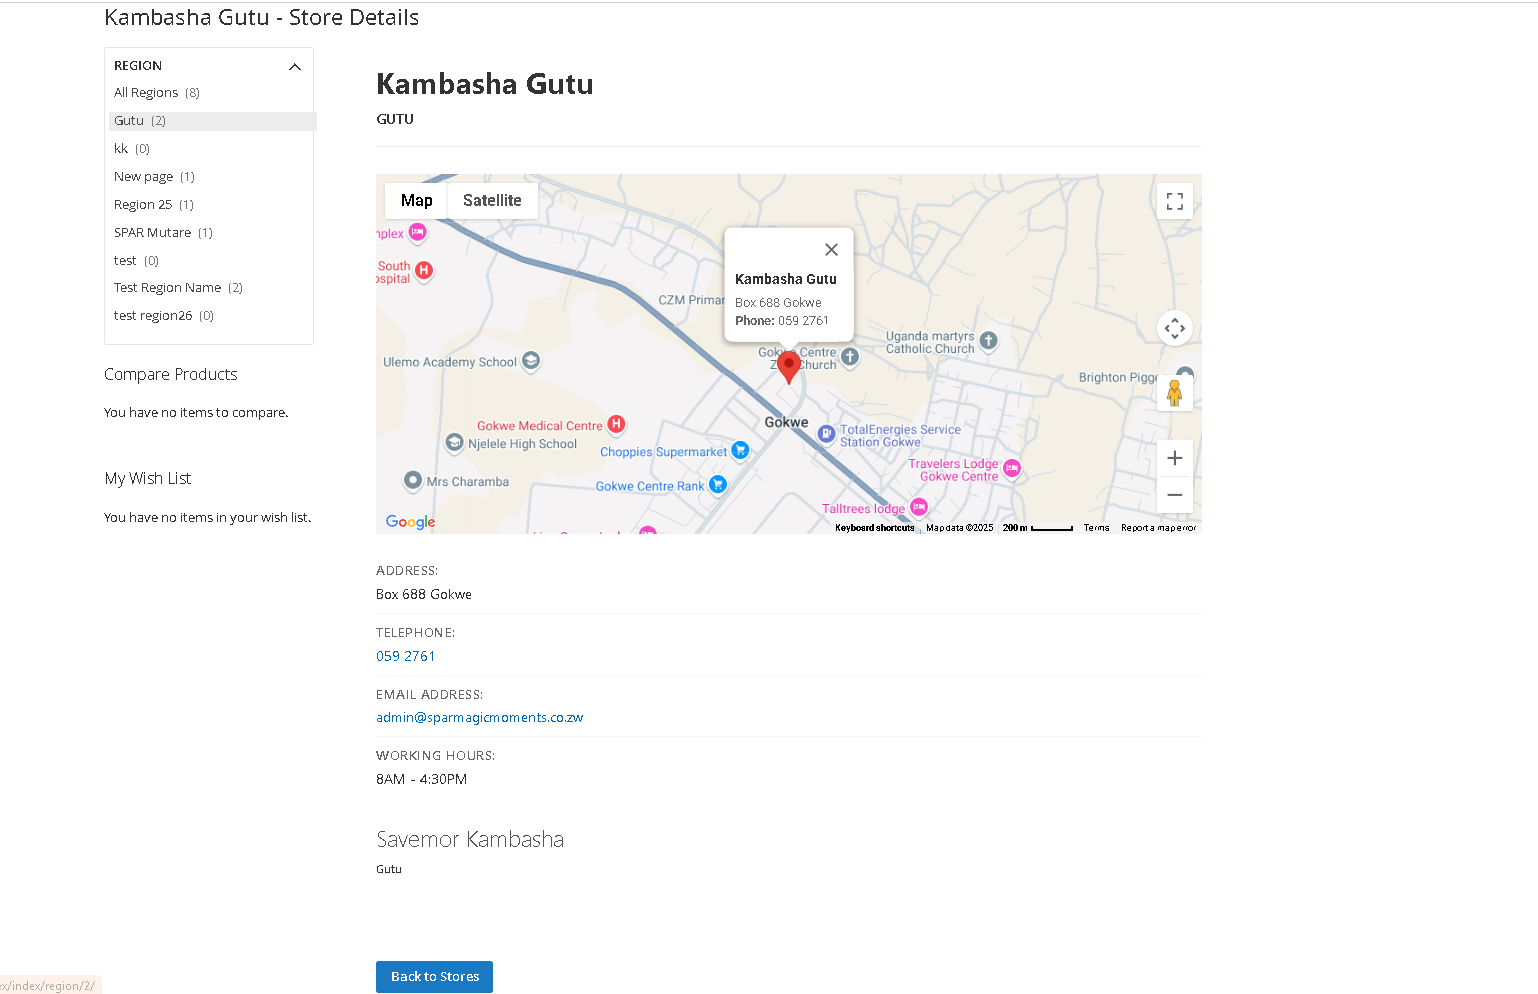 Kambasha Gutu - Store Details
REGION
All Regions (8)
Gutu (2)
kk (0)
New page (1)
Region 25 (1)
SPAR Mutare (1)
test (0)
Test Region Name (2)
test region26 (0)
Compare Products
You have no items to compare.
My Wish List
You have no items in your wish list.
Kambasha Gutu
GUTU
Map
Satellite
nplex
South
ospital
CZM Primar
Kambasha Gutu
Box 688 Gokwe
Phone: 059 2761
Uganda martyrs
Catholic Church
Centre
Church
Ulemo Academy School
Brighton Pigge
Gokwe Medical Centre
Njelele High School
Gokwe
TotalEnergies Service
Station Gokwe
Choppies Supermarket
Travelers Lodge
Gokwe Centre
Mrs Charamba
Gokwe Centre Rank
Talltrees lodge
Google
Keyboard shortcuts
Map data ©2025
200 m
Terms
Report a map error
ADDRESS:
Box 688 Gokwe
TELEPHONE:
059 2761
EMAIL ADDRESS:
admin@sparmagicmoments.co.zw
WORKING HOURS:
8AM - 4:30PM
Savemor Kambasha
Gutu
Back to Stores
ex/index/region/2/